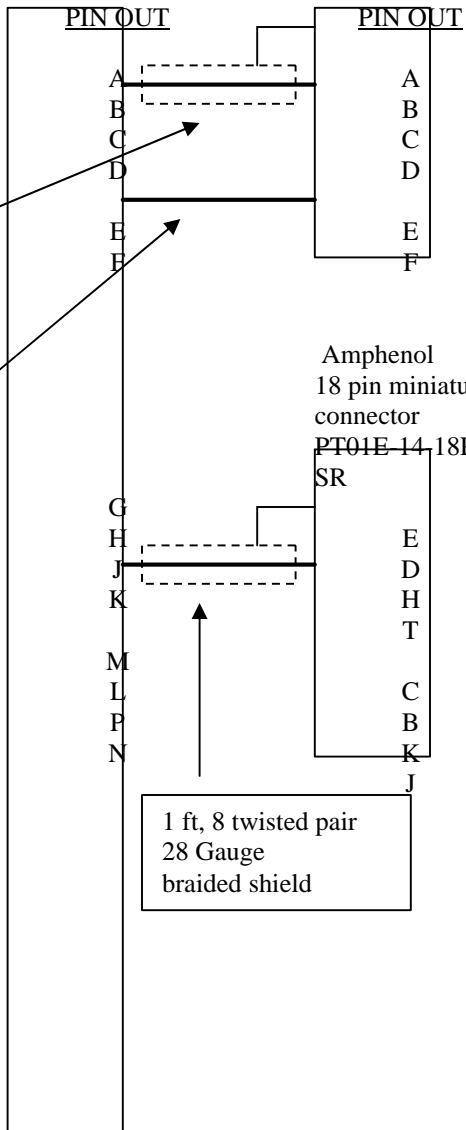 PIN OUT
A
B
C
D
E
F
PIN OUT
A
B
C
D
E
F
Amphenol
18 pin miniatu
connector
PT01E-14-18P
SR
G
H
J
K
M
L
P
N
E
D
H
T
C
B
K
J
1 ft, 8 twisted pair
28 Gauge
braided shield